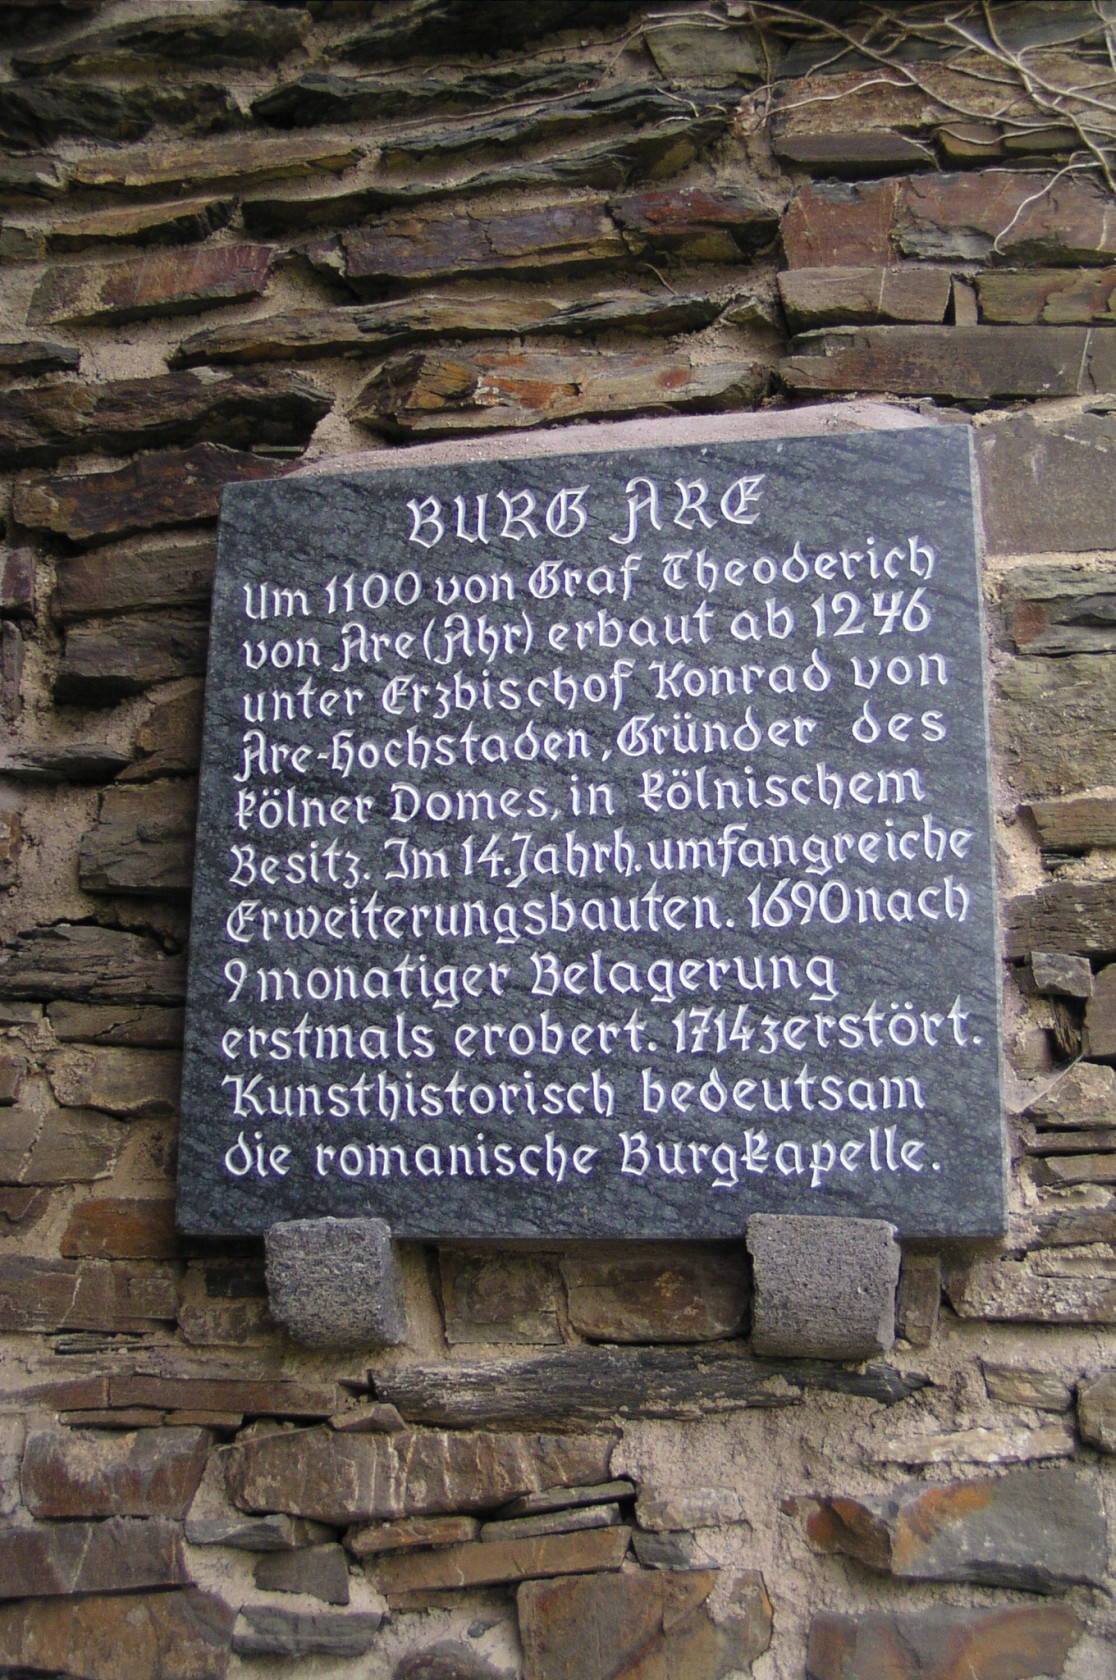 BURG ARE
Um 1100 von Graf Theoderich
von Are (Ahr) erbaut ab 1246
unter Erzbischof Konrad von
Are-Hochstaden, Gründer des
kölner Domes, in kölnischem
Besitz. Im 14. Jahrh. umfangreiche
Erweiterungsbauten. 1690 nach
9 monatiger Belagerung
erstmals erobert. 1714 zerstört.
Kunsthistorisch bedeutsam
die romanische Burgkapelle.